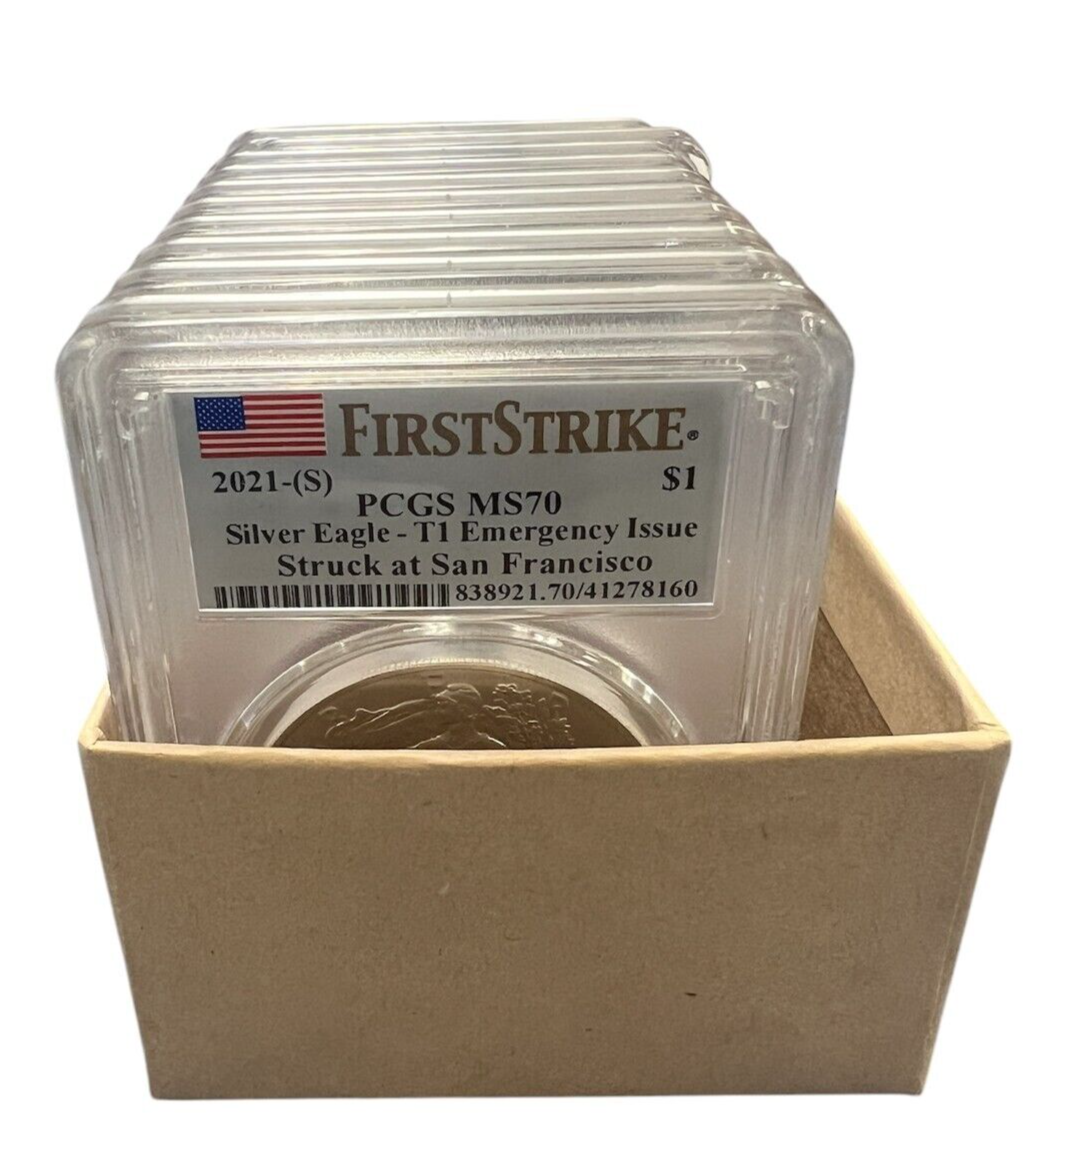 FIRSTSTRIKE®
2021-(S) $1
PCGS MS70
Silver Eagle - T1 Emergency Issue
Struck at San Francisco
838921.70/41278160